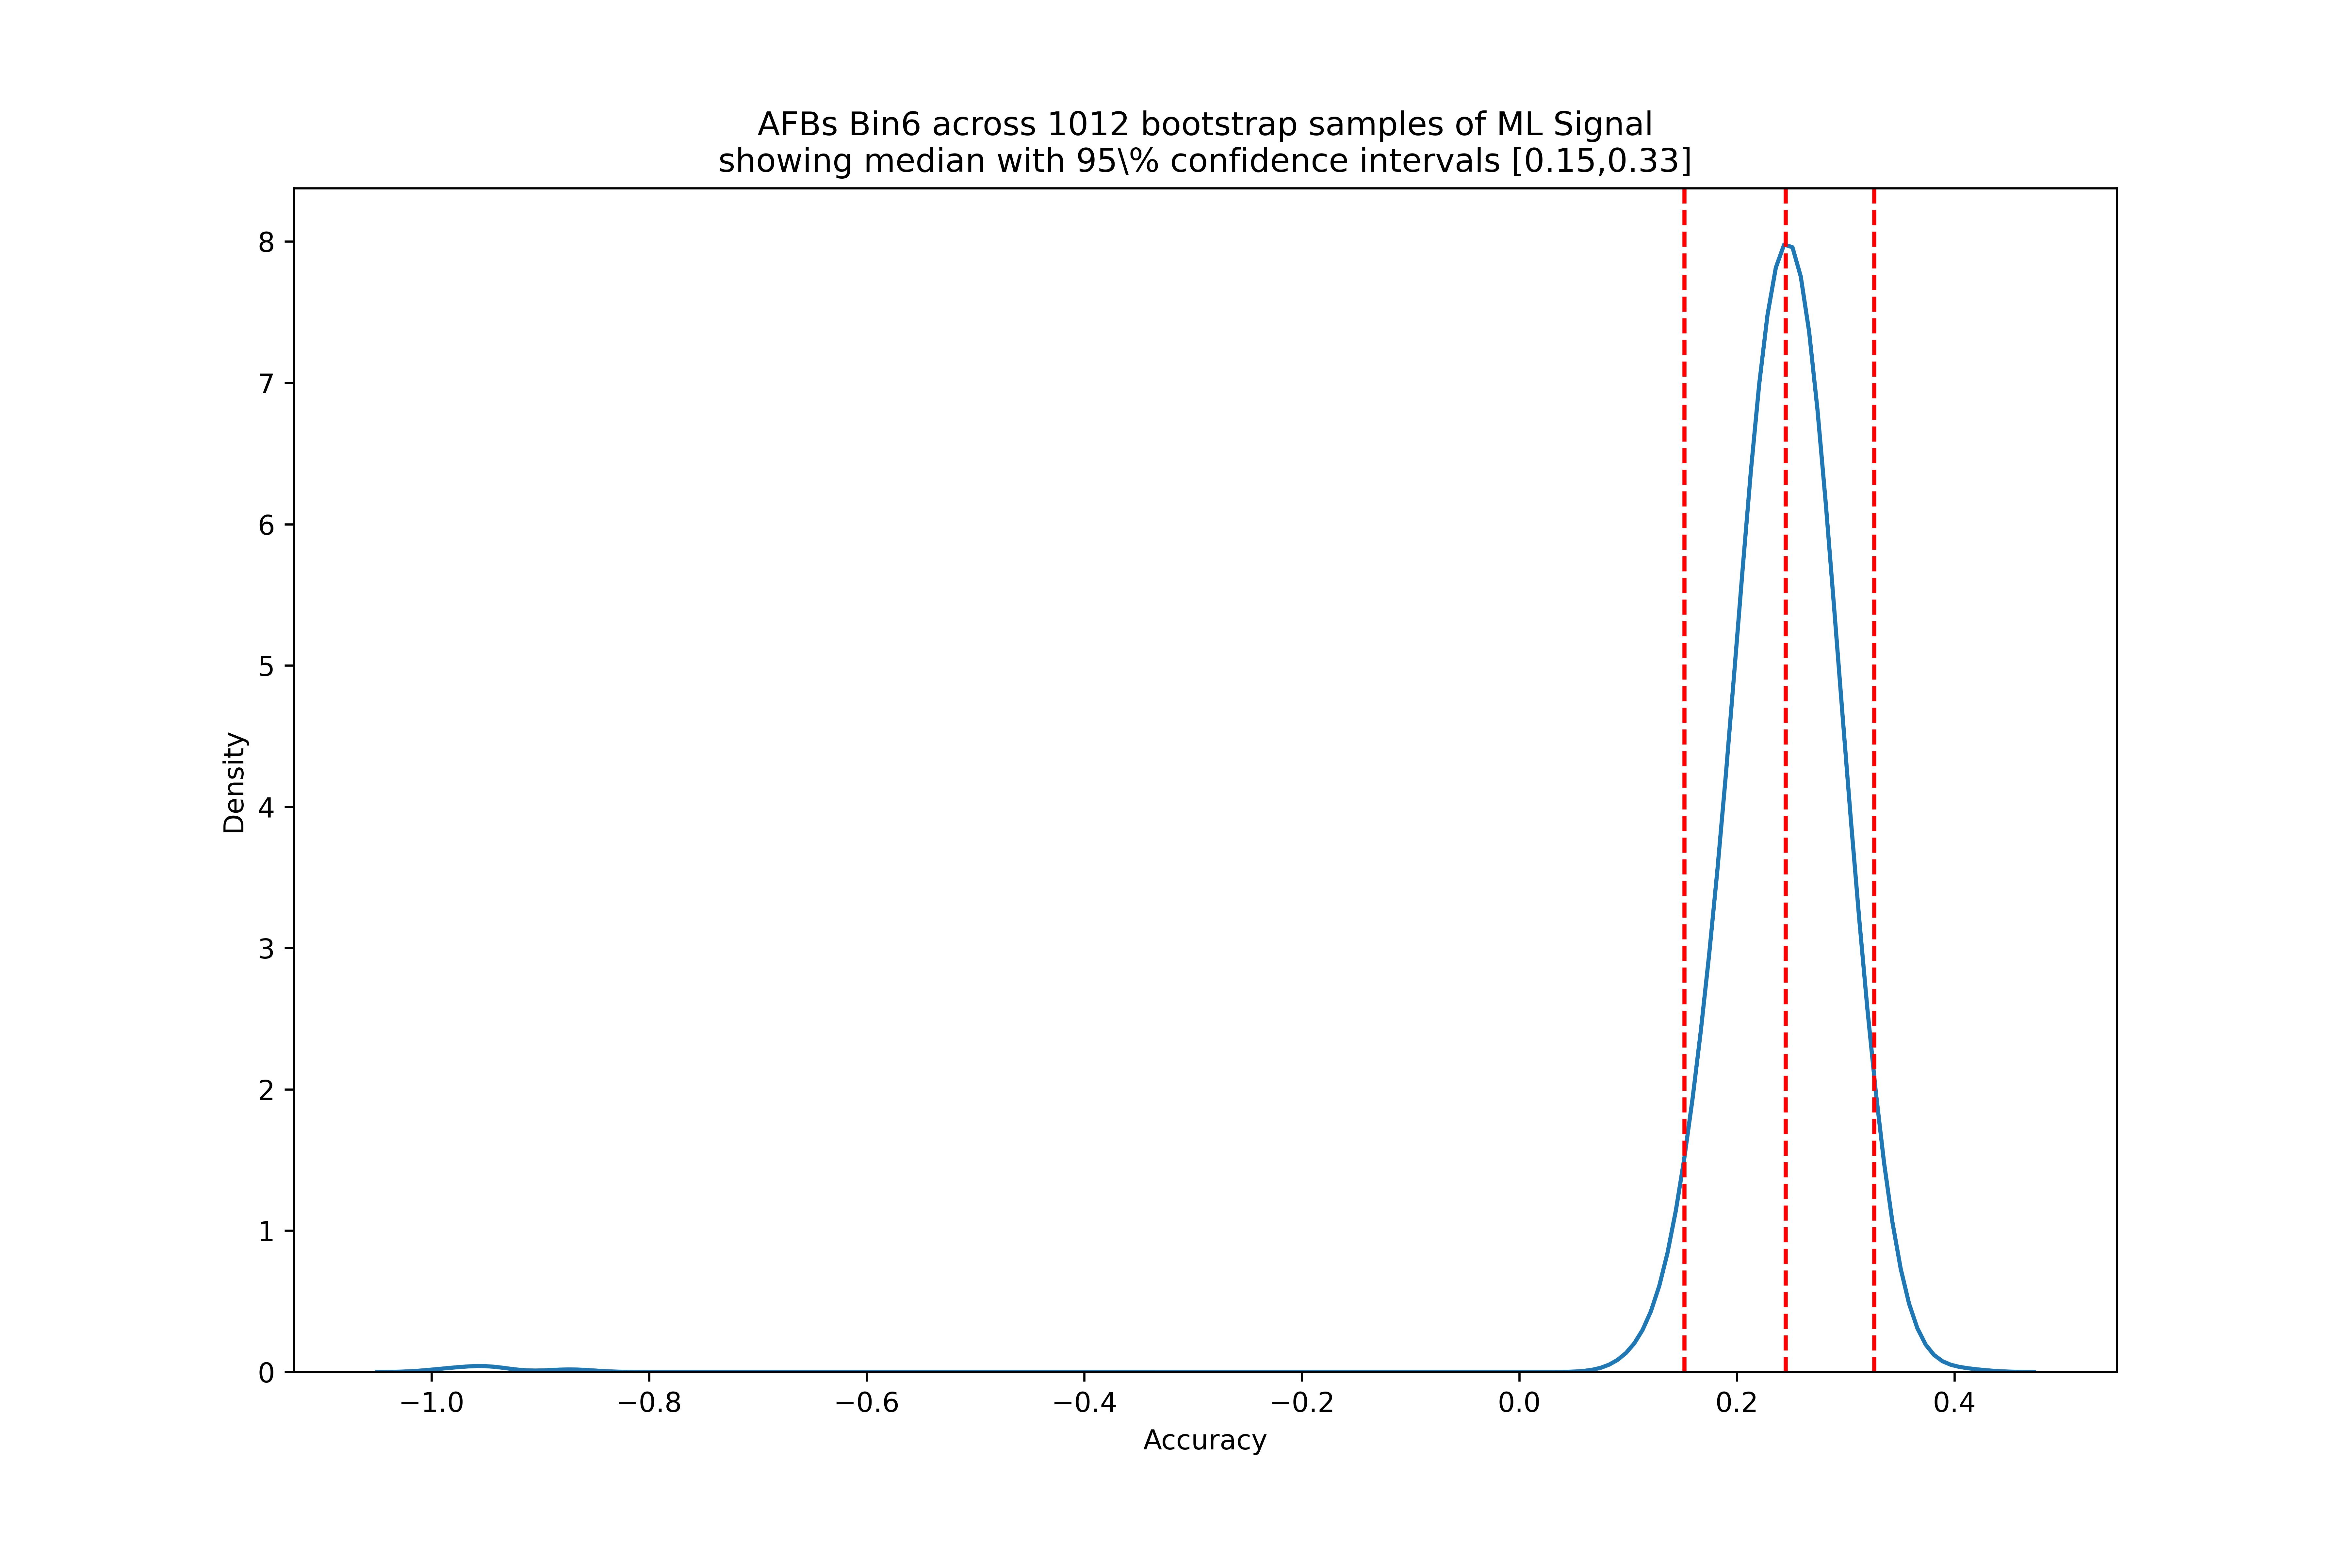 AFBs Bin6 across 1012 bootstrap samples of ML Signal
showing median with 95\% confidence intervals [0.15,0.33]
8
7
6
5
4
3
2
1
0
Density
−1.0 −0.8 −0.6 −0.4 −0.2 0.0 0.2 0.4
Accuracy